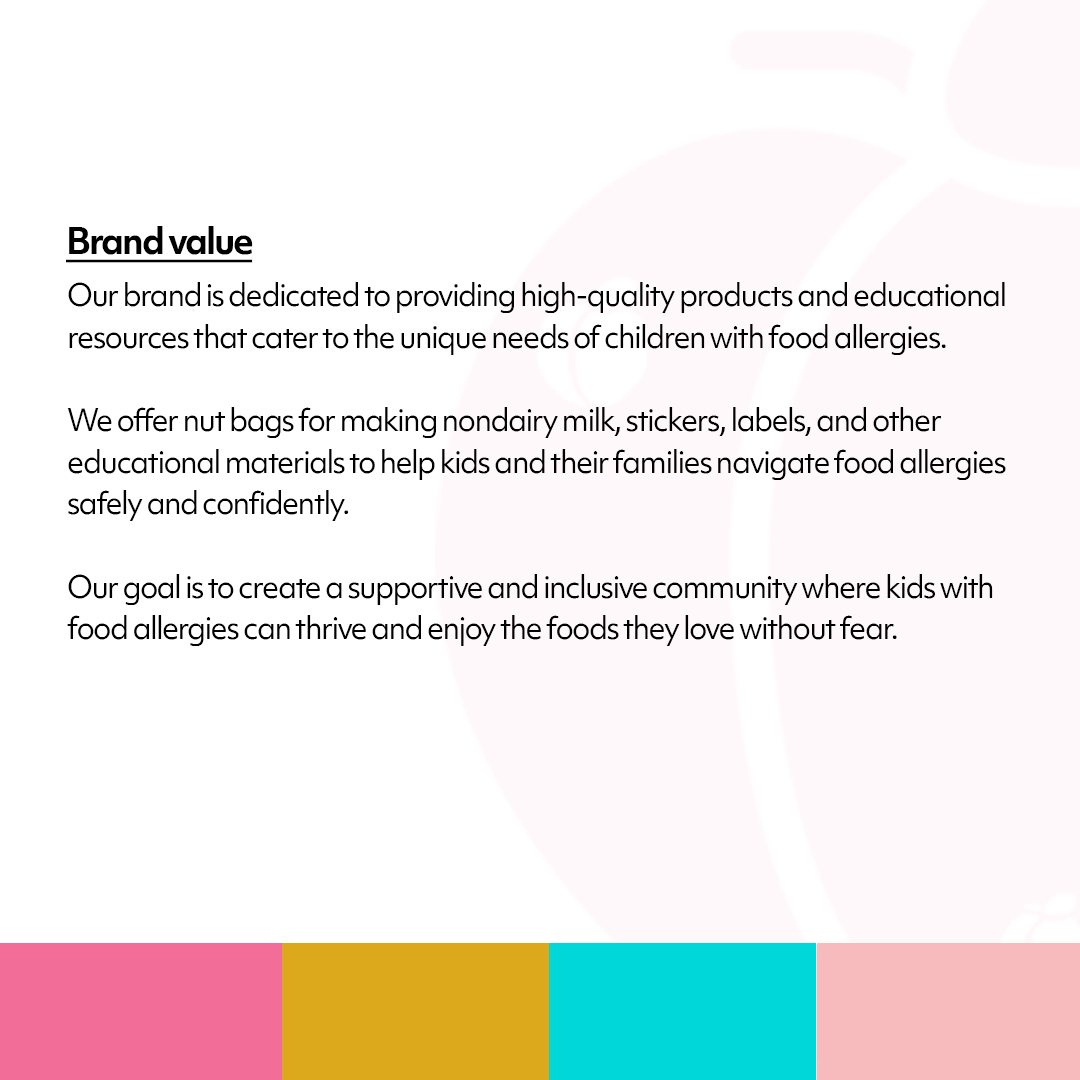 Brand value
Our brand is dedicated to providing high-quality products and educational
resources that cater to the unique needs of children with food allergies.
We offer nut bags for making nondairy milk, stickers, labels, and other
educational materials to help kids and their families navigate food allergies
safely and confidently.
Our goal is to create a supportive and inclusive community where kids with
food allergies can thrive and enjoy the foods they love without fear.